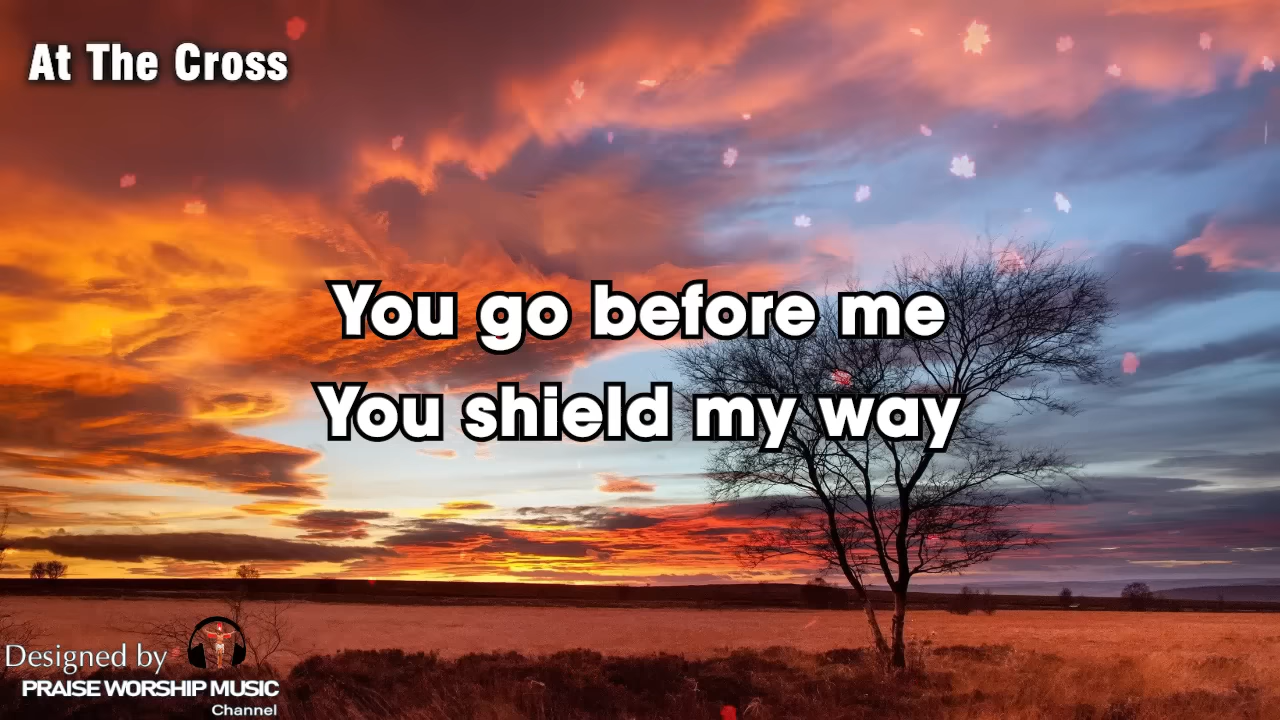 At The Cross
You go before me
You shield my way
Designed by
PRAISE WORSHIP MUSIC
Channel